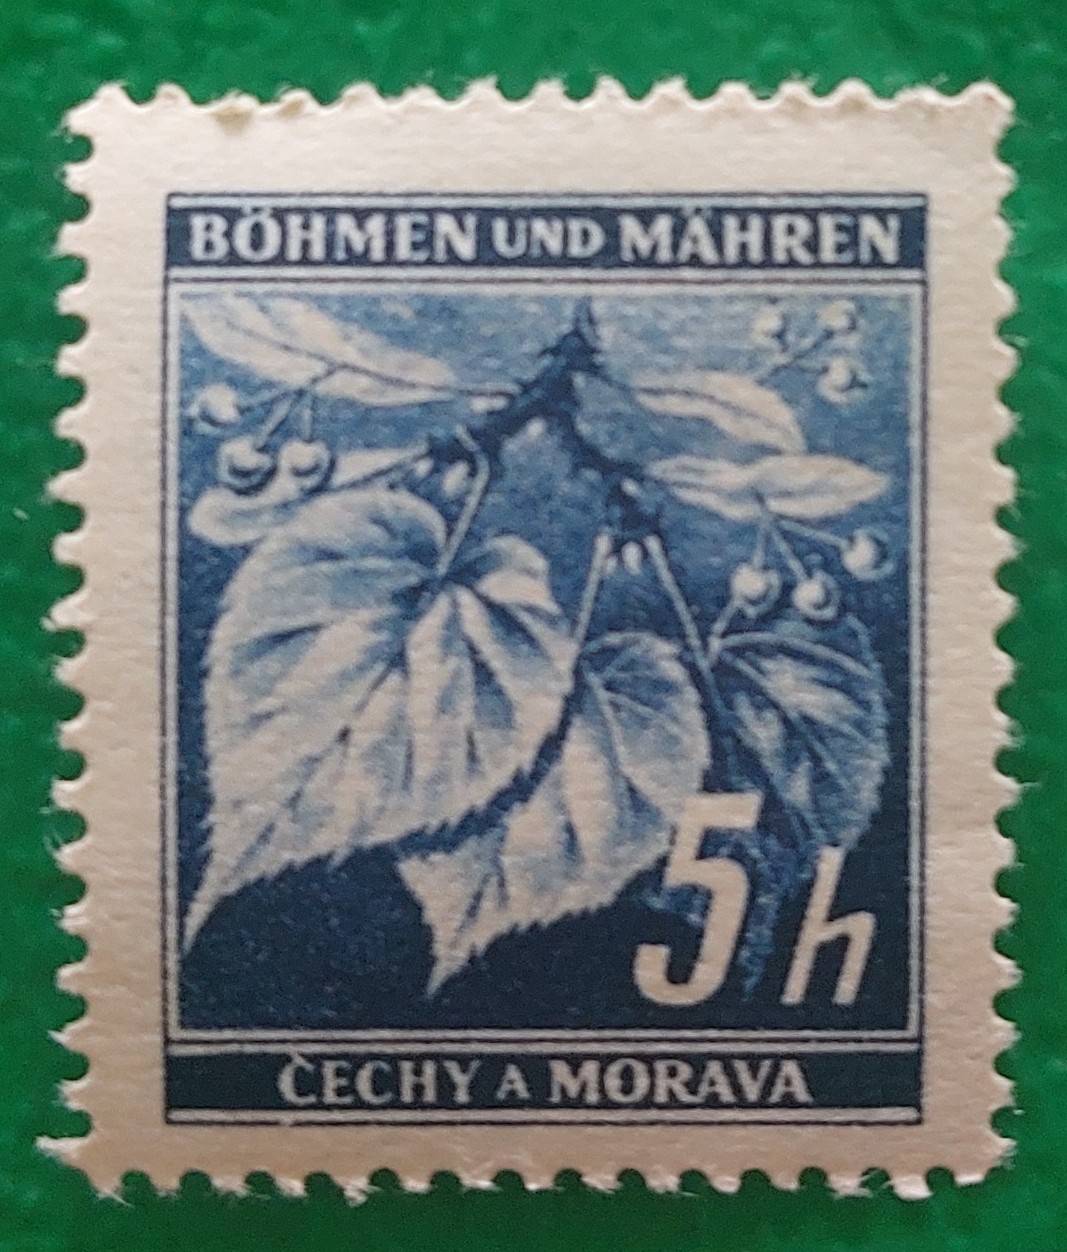 BÖHMEN UND MÄHREN
5 h
ČECHY A MORAVA